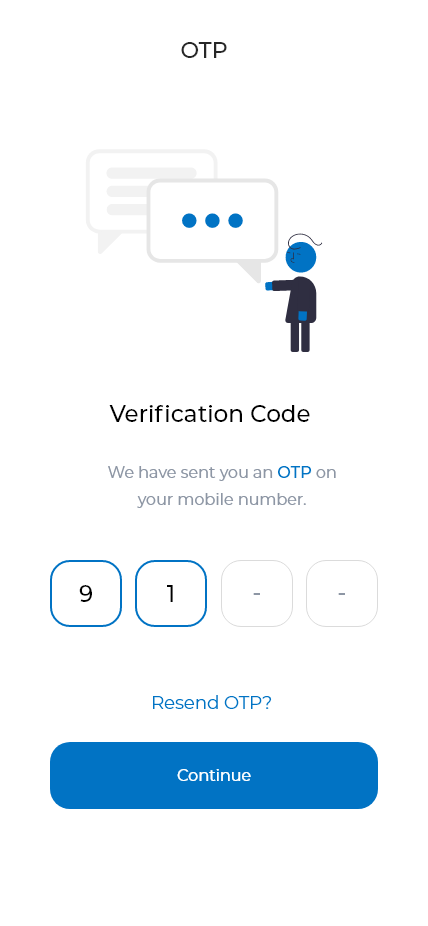 OTP
Verification Code
We have sent you an OTP on
your mobile number.
9 1 - -
Resend OTP?
Continue